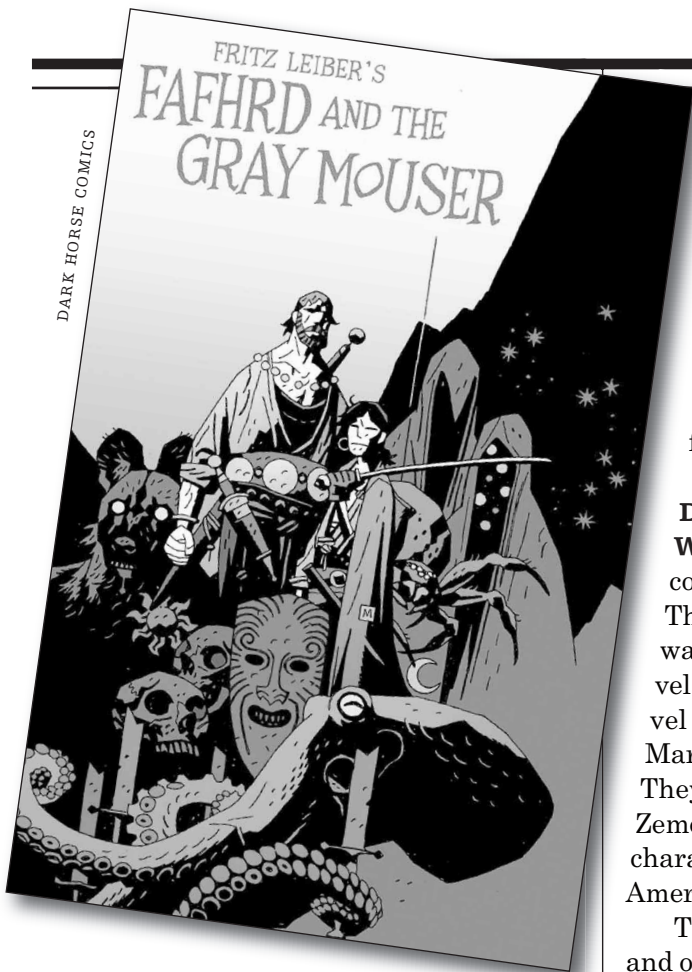 FRITZ LEIBER'S
FAFHRD AND THE
GRAY MOUSER
DARK HORSE COMICS
M
f
D
W
co
Th
wa
vel
vel
Mar
They
Zemo
chara
Amer
T
and o